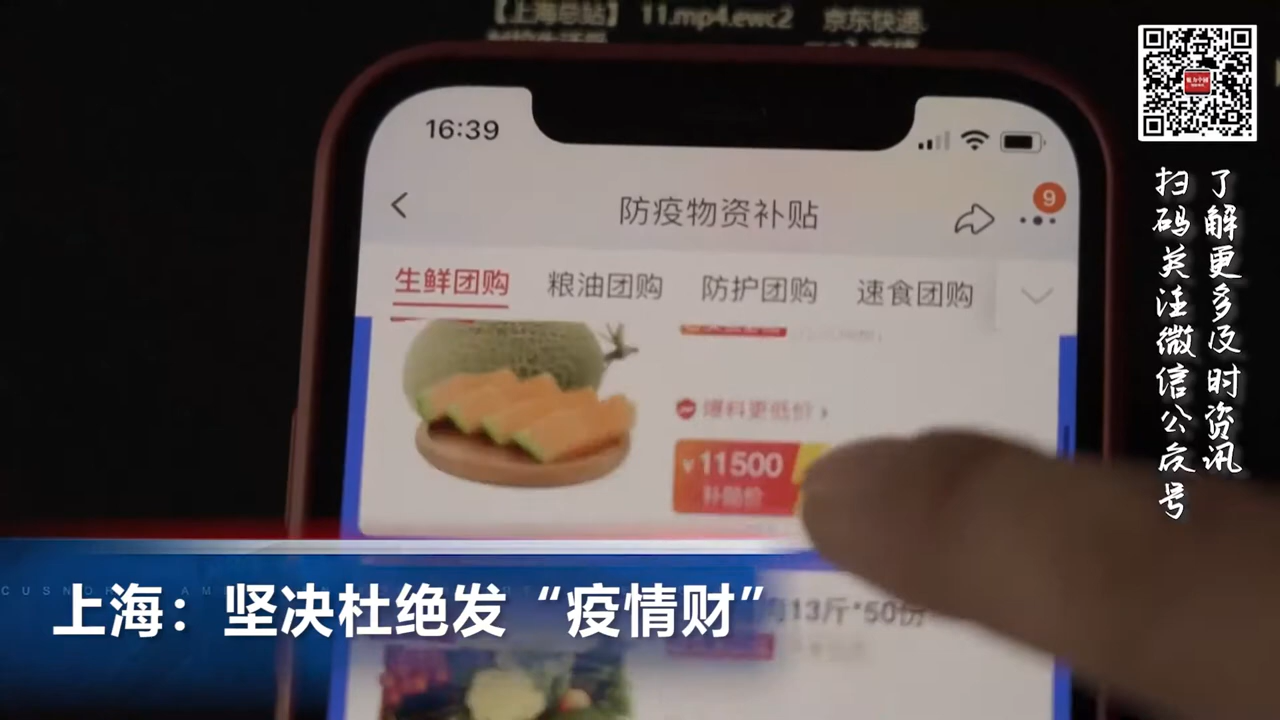 【上海总站】 11.mp4.ewc2 京东快递.
16:39
9
防疫物资补贴
生鲜团购 粮油团购 防护团购 速食团购
爆料更低价 ›
¥11500
补贴价
13斤*50份
上海：坚决杜绝发“疫情财”
了解更多及时资讯
扫码关注微信公众号